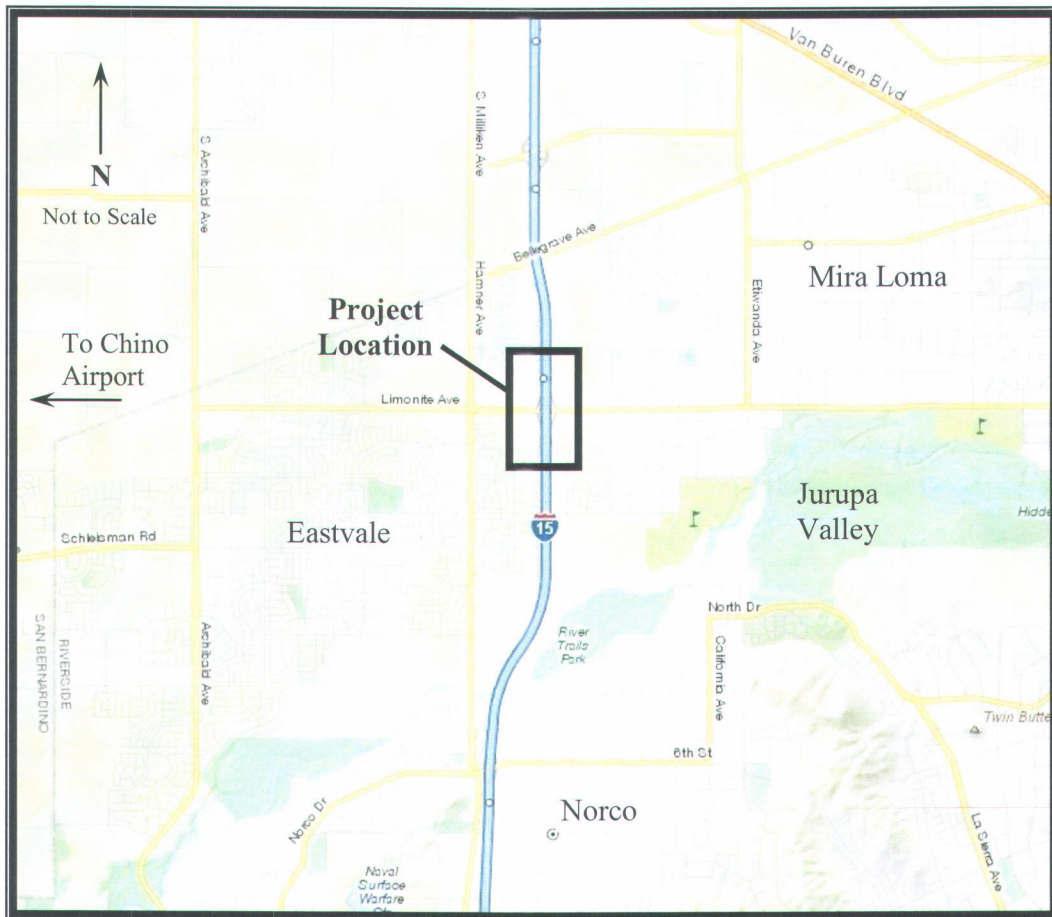 Van Buren Blvd
S Milliken Ave
S Archibald Ave
N
Not to Scale
Bellegrave Ave
Mira Loma
Hamner Ave
Etiwanda Ave
Project
Location
To Chino
Airport
Limonite Ave
Jurupa
Valley
Hidde
15
Eastvale
Schleisman Rd
North Dr
River
Trails
Park
California Ave
RIVERSIDE
SAN BERNARDINO
Archibald Ave
Twin Butte
6th St
Norco
Norco Dr
La Sierra Ave
Naval
Surface
Warfare